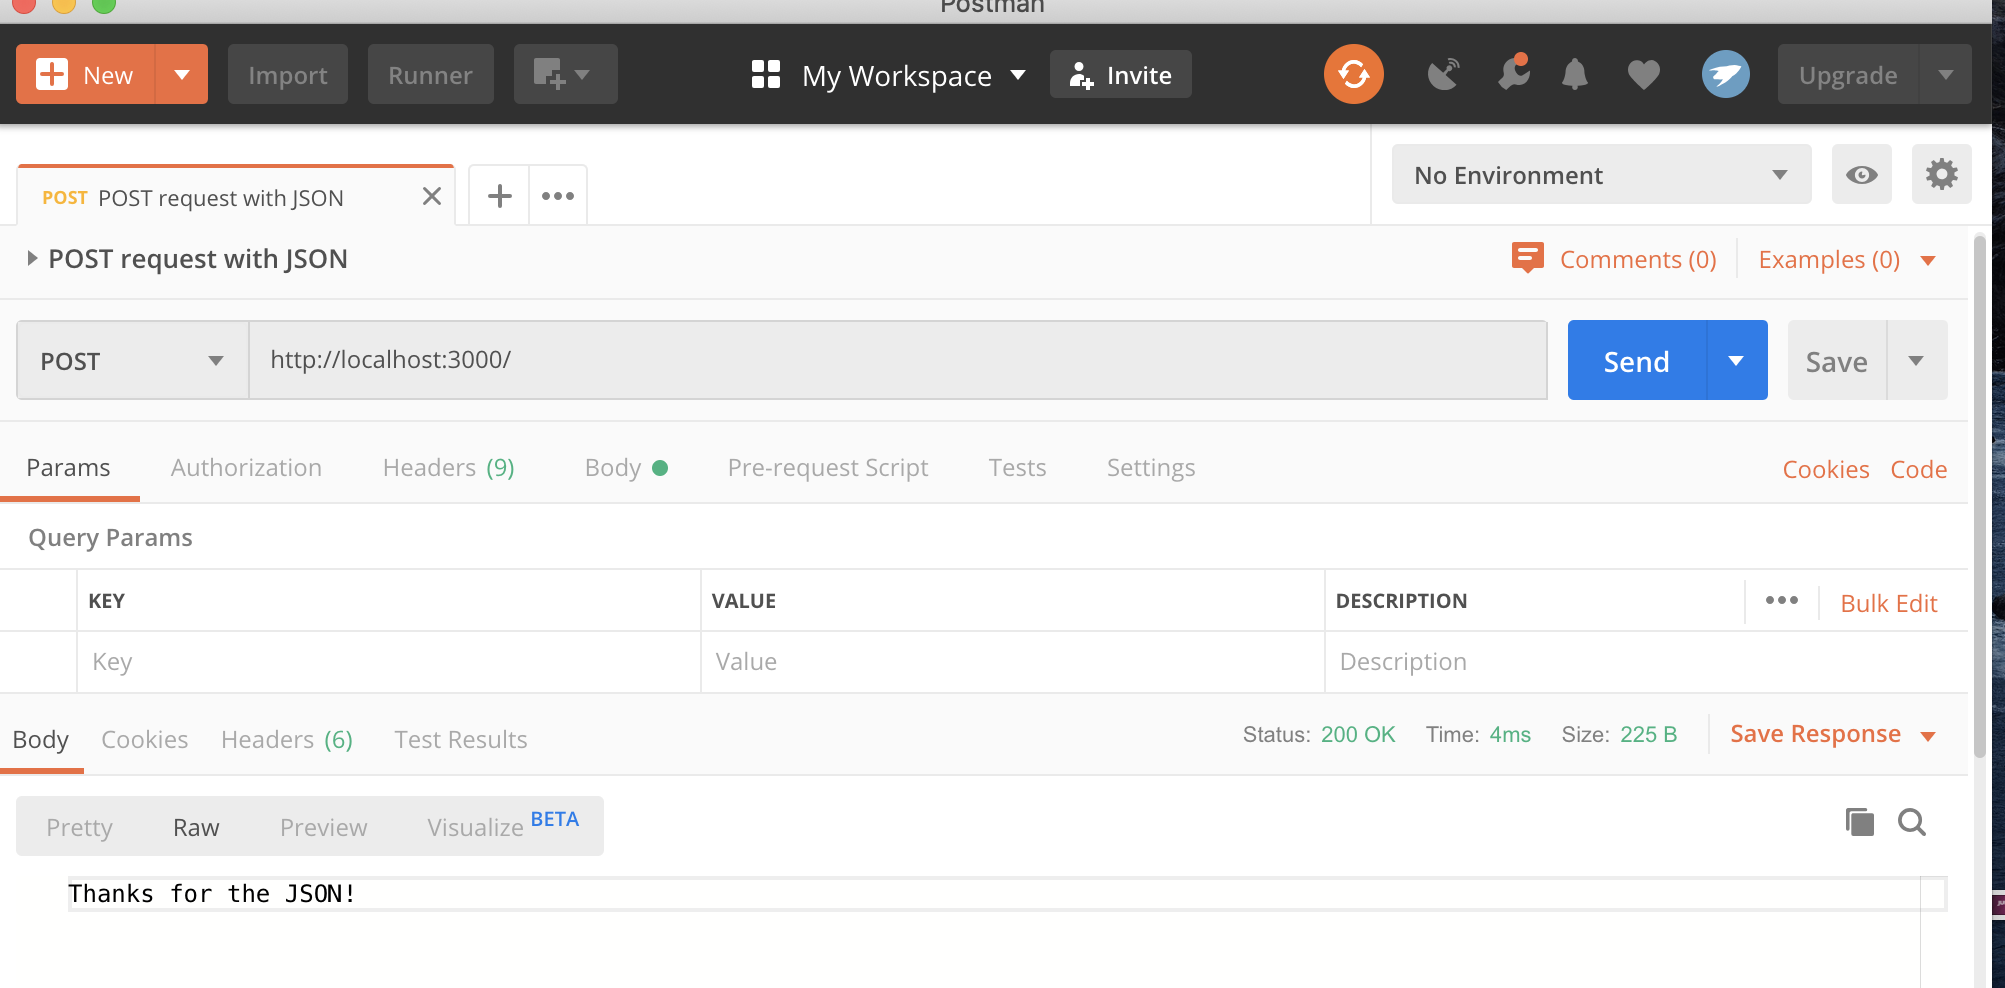 Postman
New Import Runner My Workspace Invite Upgrade
POST POST request with JSON No Environment
POST request with JSON Comments (0) Examples (0)
POST http://localhost:3000/ Send Save
Params Authorization Headers (9) Body Pre-request Script Tests Settings Cookies Code
Query Params
KEY VALUE DESCRIPTION Bulk Edit
Key Value Description
Body Cookies Headers (6) Test Results Status: 200 OK Time: 4ms Size: 225 B Save Response
Pretty Raw Preview Visualize BETA
Thanks for the JSON!